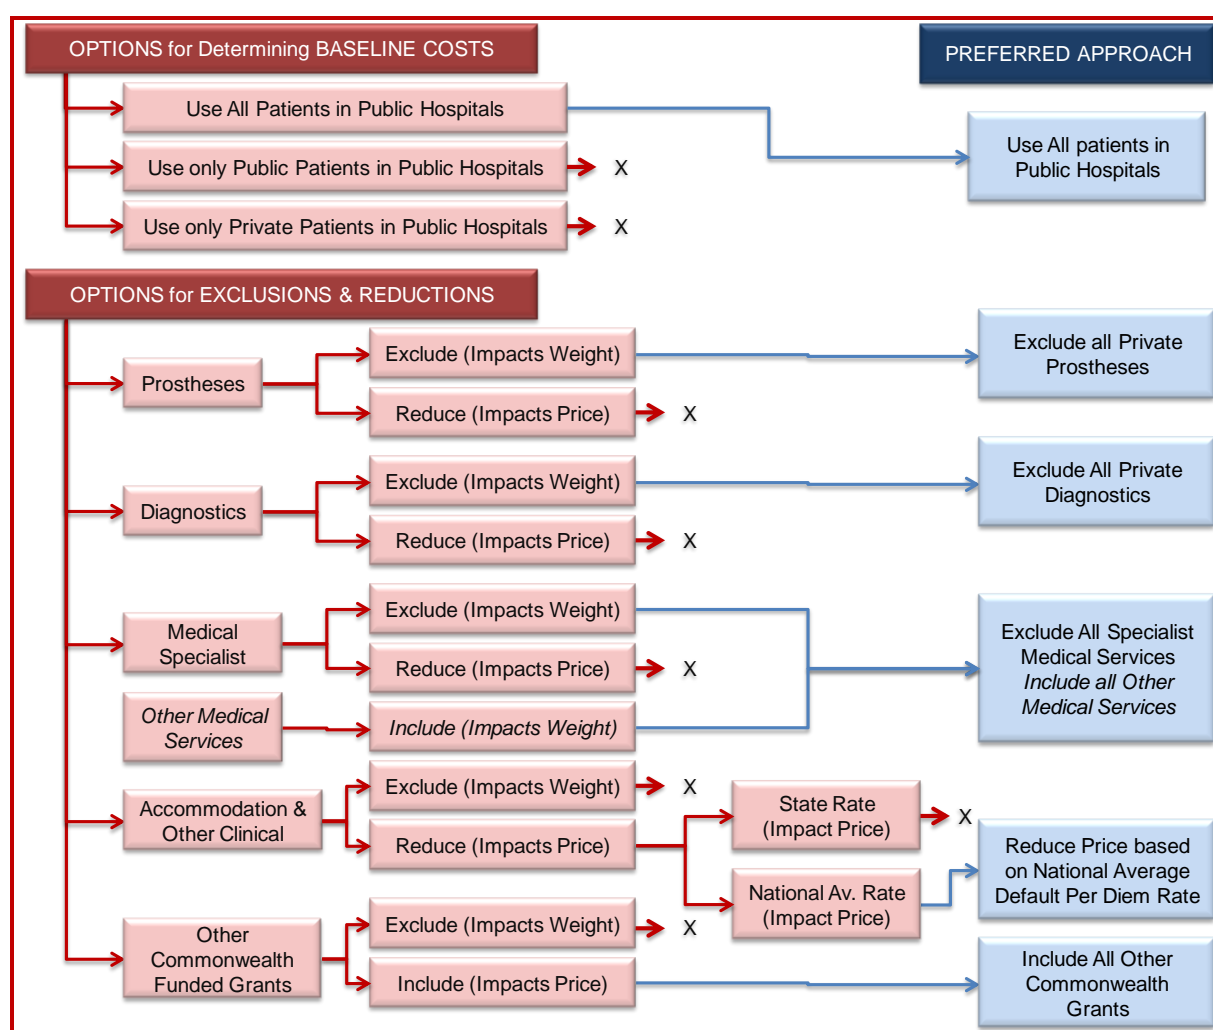 OPTIONS for Determining BASELINE COSTS
PREFERRED APPROACH
Use All Patients in Public Hospitals
Use All patients in
Public Hospitals
Use only Public Patients in Public Hospitals
X
Use only Private Patients in Public Hospitals
X
OPTIONS for EXCLUSIONS & REDUCTIONS
Prostheses
Exclude (Impacts Weight)
Exclude all Private
Prostheses
Reduce (Impacts Price)
X
Diagnostics
Exclude (Impacts Weight)
Exclude All Private
Diagnostics
Reduce (Impacts Price)
X
Medical
Specialist
Exclude (Impacts Weight)
Reduce (Impacts Price)
X
Exclude All Specialist
Medical Services
Include all Other
Medical Services
Other Medical
Services
Include (Impacts Weight)
Accommodation &
Other Clinical
Exclude (Impacts Weight)
X
Reduce (Impacts Price)
State Rate
(Impact Price)
X
National Av. Rate
(Impact Price)
Reduce Price based
on National Average
Default Per Diem Rate
Other
Commonwealth
Funded Grants
Exclude (Impacts Weight)
X
Include (Impacts Price)
Include All Other
Commonwealth
Grants